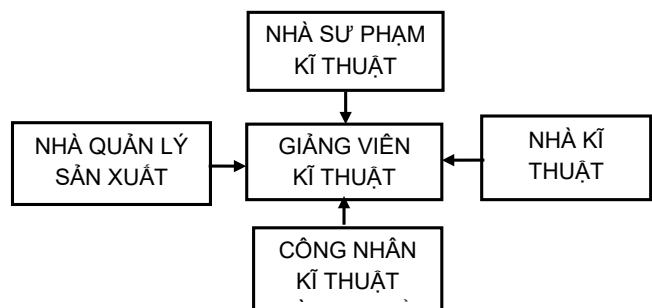 NHÀ SƯ PHẠM
KĨ THUẬT
NHÀ QUẢN LÝ
SẢN XUẤT
GIẢNG VIÊN
KĨ THUẬT
NHÀ KĨ
THUẬT
CÔNG NHÂN
KĨ THUẬT